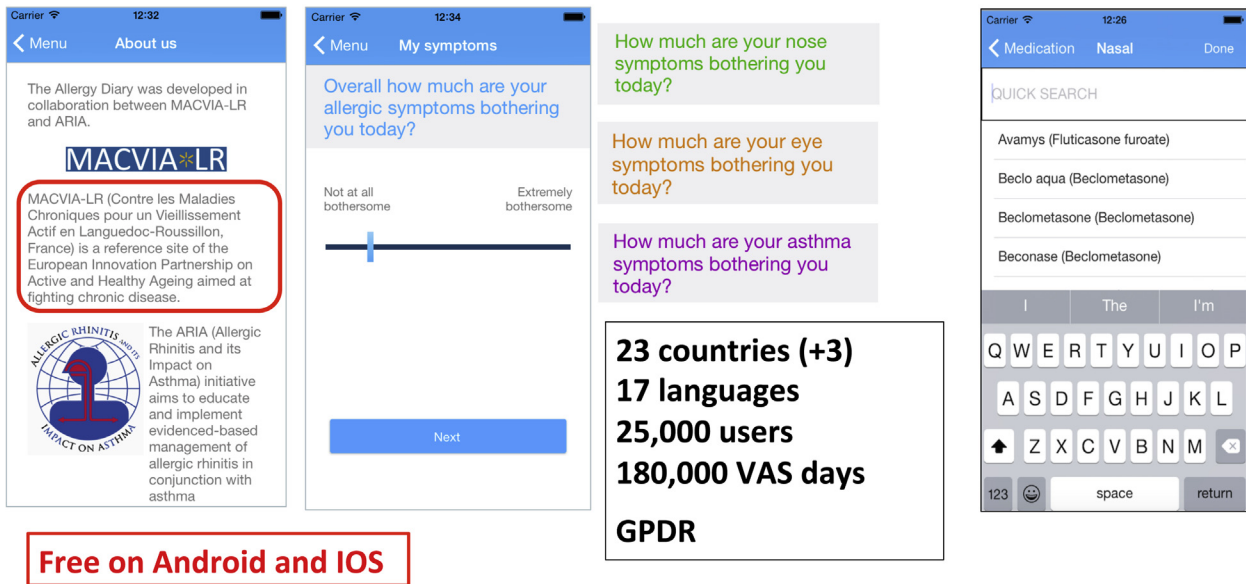 Carrier 12:32
Menu About us
The Allergy Diary was developed in
collaboration between MACVIA-LR
and ARIA.
MACVIA LR
MACVIA-LR (Contre les Maladies
Chroniques pour un Vieillissement
Actif en Languedoc-Roussillon,
France) is a reference site of the
European Innovation Partnership on
Active and Healthy Ageing aimed at
fighting chronic disease.
ALLERGIC RHINITIS AND ITS
IMPACT ON ASTHMA
The ARIA (Allergic
Rhinitis and its
Impact on
Asthma) initiative
aims to educate
and implement
evidenced-based
management of
allergic rhinitis in
conjunction with
asthma
Free on Android and IOS
Carrier 12:34
Menu My symptoms
Overall how much are your
allergic symptoms bothering
you today?
Not at all
bothersome
Extremely
bothersome
Next
How much are your nose
symptoms bothering you
today?
How much are your eye
symptoms bothering you
today?
How much are your asthma
symptoms bothering you
today?
23 countries (+3)
17 languages
25,000 users
180,000 VAS days
GPDR
Carrier 12:26
Medication Nasal Done
QUICK SEARCH
Avamys (Fluticasone furoate)
Beclo aqua (Beclometasone)
Beclometasone (Beclometasone)
Beconase (Beclometasone)
I The I'm
Q W E R T Y U I O P
A S D F G H J K L
Z X C V B N M
123 space return